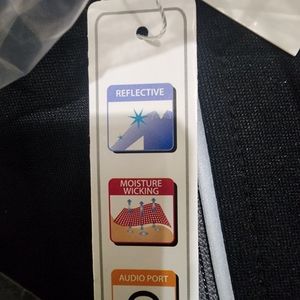 REFLECTIVE
MOISTURE
WICKING
AUDIO PORT